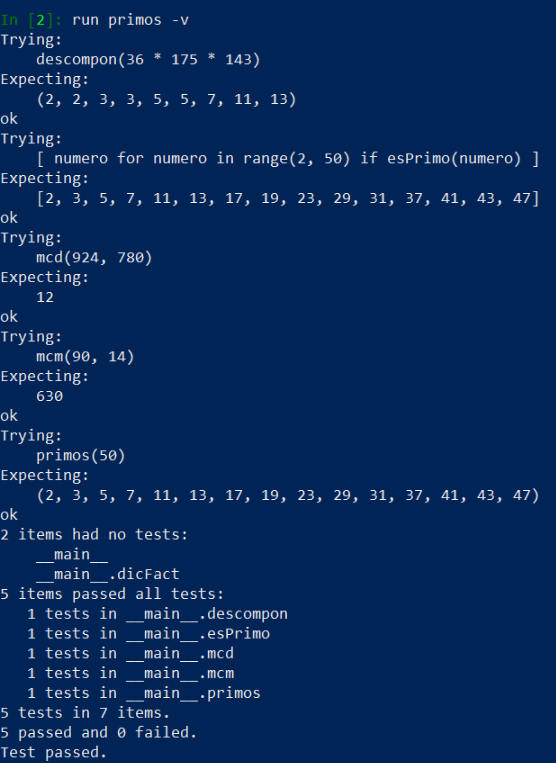 In [2]: run primos -v
Trying:
    descompon(36 * 175 * 143)
Expecting:
    (2, 2, 3, 3, 5, 5, 7, 11, 13)
ok
Trying:
    [ numero for numero in range(2, 50) if esPrimo(numero) ]
Expecting:
    [2, 3, 5, 7, 11, 13, 17, 19, 23, 29, 31, 37, 41, 43, 47]
ok
Trying:
    mcd(924, 780)
Expecting:
    12
ok
Trying:
    mcm(90, 14)
Expecting:
    630
ok
Trying:
    primos(50)
Expecting:
    (2, 3, 5, 7, 11, 13, 17, 19, 23, 29, 31, 37, 41, 43, 47)
ok
2 items had no tests:
    __main__
    __main__.dicFact
5 items passed all tests:
   1 tests in __main__.descompon
   1 tests in __main__.esPrimo
   1 tests in __main__.mcd
   1 tests in __main__.mcm
   1 tests in __main__.primos
5 tests in 7 items.
5 passed and 0 failed.
Test passed.